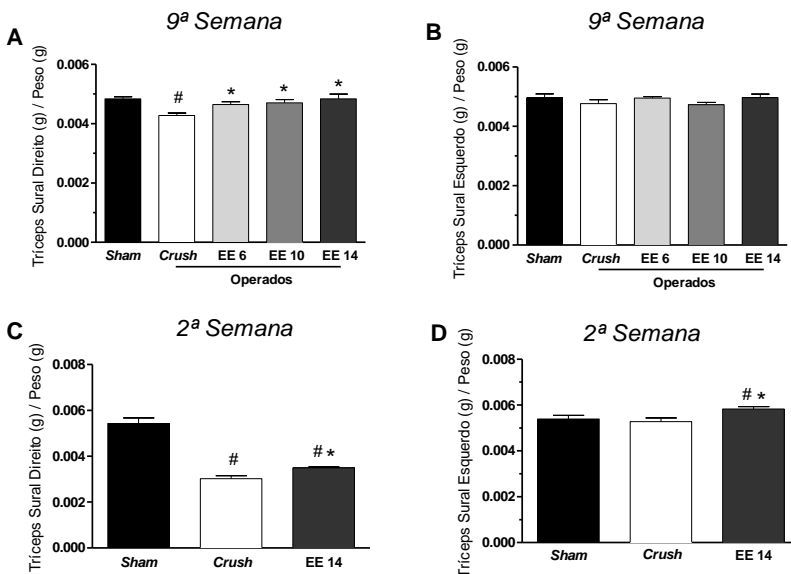 A
9ª Semana
Tríceps Sural Direito (g) / Peso (g)
0.006
0.004
0.002
0.000
#
*
*
*
Sham
Crush
EE 6
EE 10
EE 14
Operados
B
9ª Semana
Tríceps Sural Esquerdo (g) / Peso (g)
0.006
0.004
0.002
0.000
Sham
Crush
EE 6
EE 10
EE 14
Operados
C
2ª Semana
Tríceps Sural Direito (g) / Peso (g)
0.008
0.006
0.004
0.002
0.000
#
# *
Sham
Crush
EE 14
D
2ª Semana
Tríceps Sural Esquerdo (g) / Peso (g)
0.008
0.006
0.004
0.002
0.000
# *
Sham
Crush
EE 14